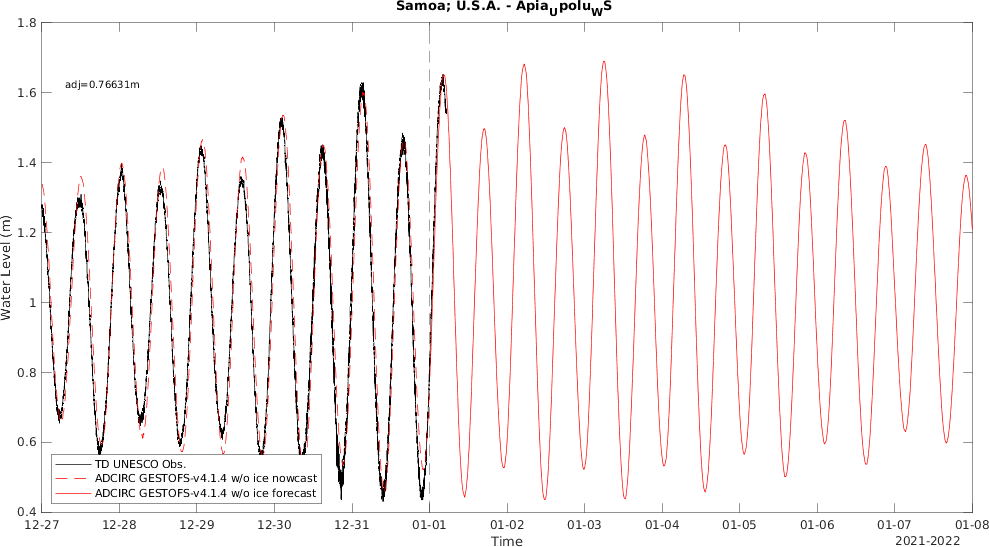 Samoa; U.S.A. - ApiaUpoluWS
1.8
1.6
1.4
1.2
1
0.8
0.6
0.4
Water Level (m)
adj=0.76631m
TD UNESCO Obs.
ADCIRC GESTOFS-v4.1.4 w/o ice nowcast
ADCIRC GESTOFS-v4.1.4 w/o ice forecast
12-27 12-28 12-29 12-30 12-31 01-01 01-02 01-03 01-04 01-05 01-06 01-07 01-08
Time
2021-2022